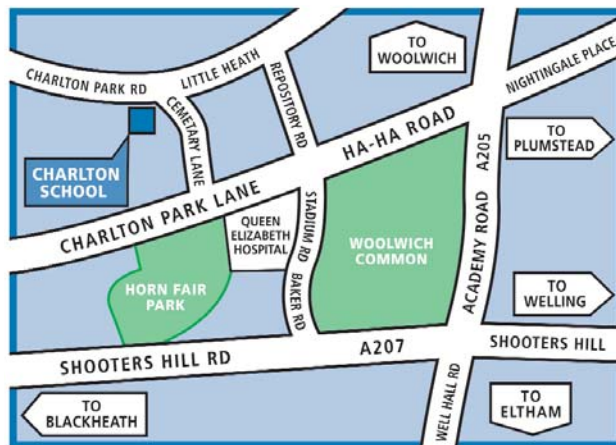 TO
WOOLWICH
CHARLTON PARK RD
LITTLE HEATH
REPOSITORY RD
NIGHTINGALE PLACE
CEMETARY LANE
HA-HA ROAD
A205
TO
PLUMSTEAD
CHARLTON
SCHOOL
CHARLTON PARK LANE
QUEEN
ELIZABETH
HOSPITAL
STADIUM RD
WOOLWICH
COMMON
ACADEMY ROAD
HORN FAIR
PARK
BAKER RD
TO
WELLING
SHOOTERS HILL RD
A207
SHOOTERS HILL
TO
BLACKHEATH
WELL HALL RD
TO
ELTHAM